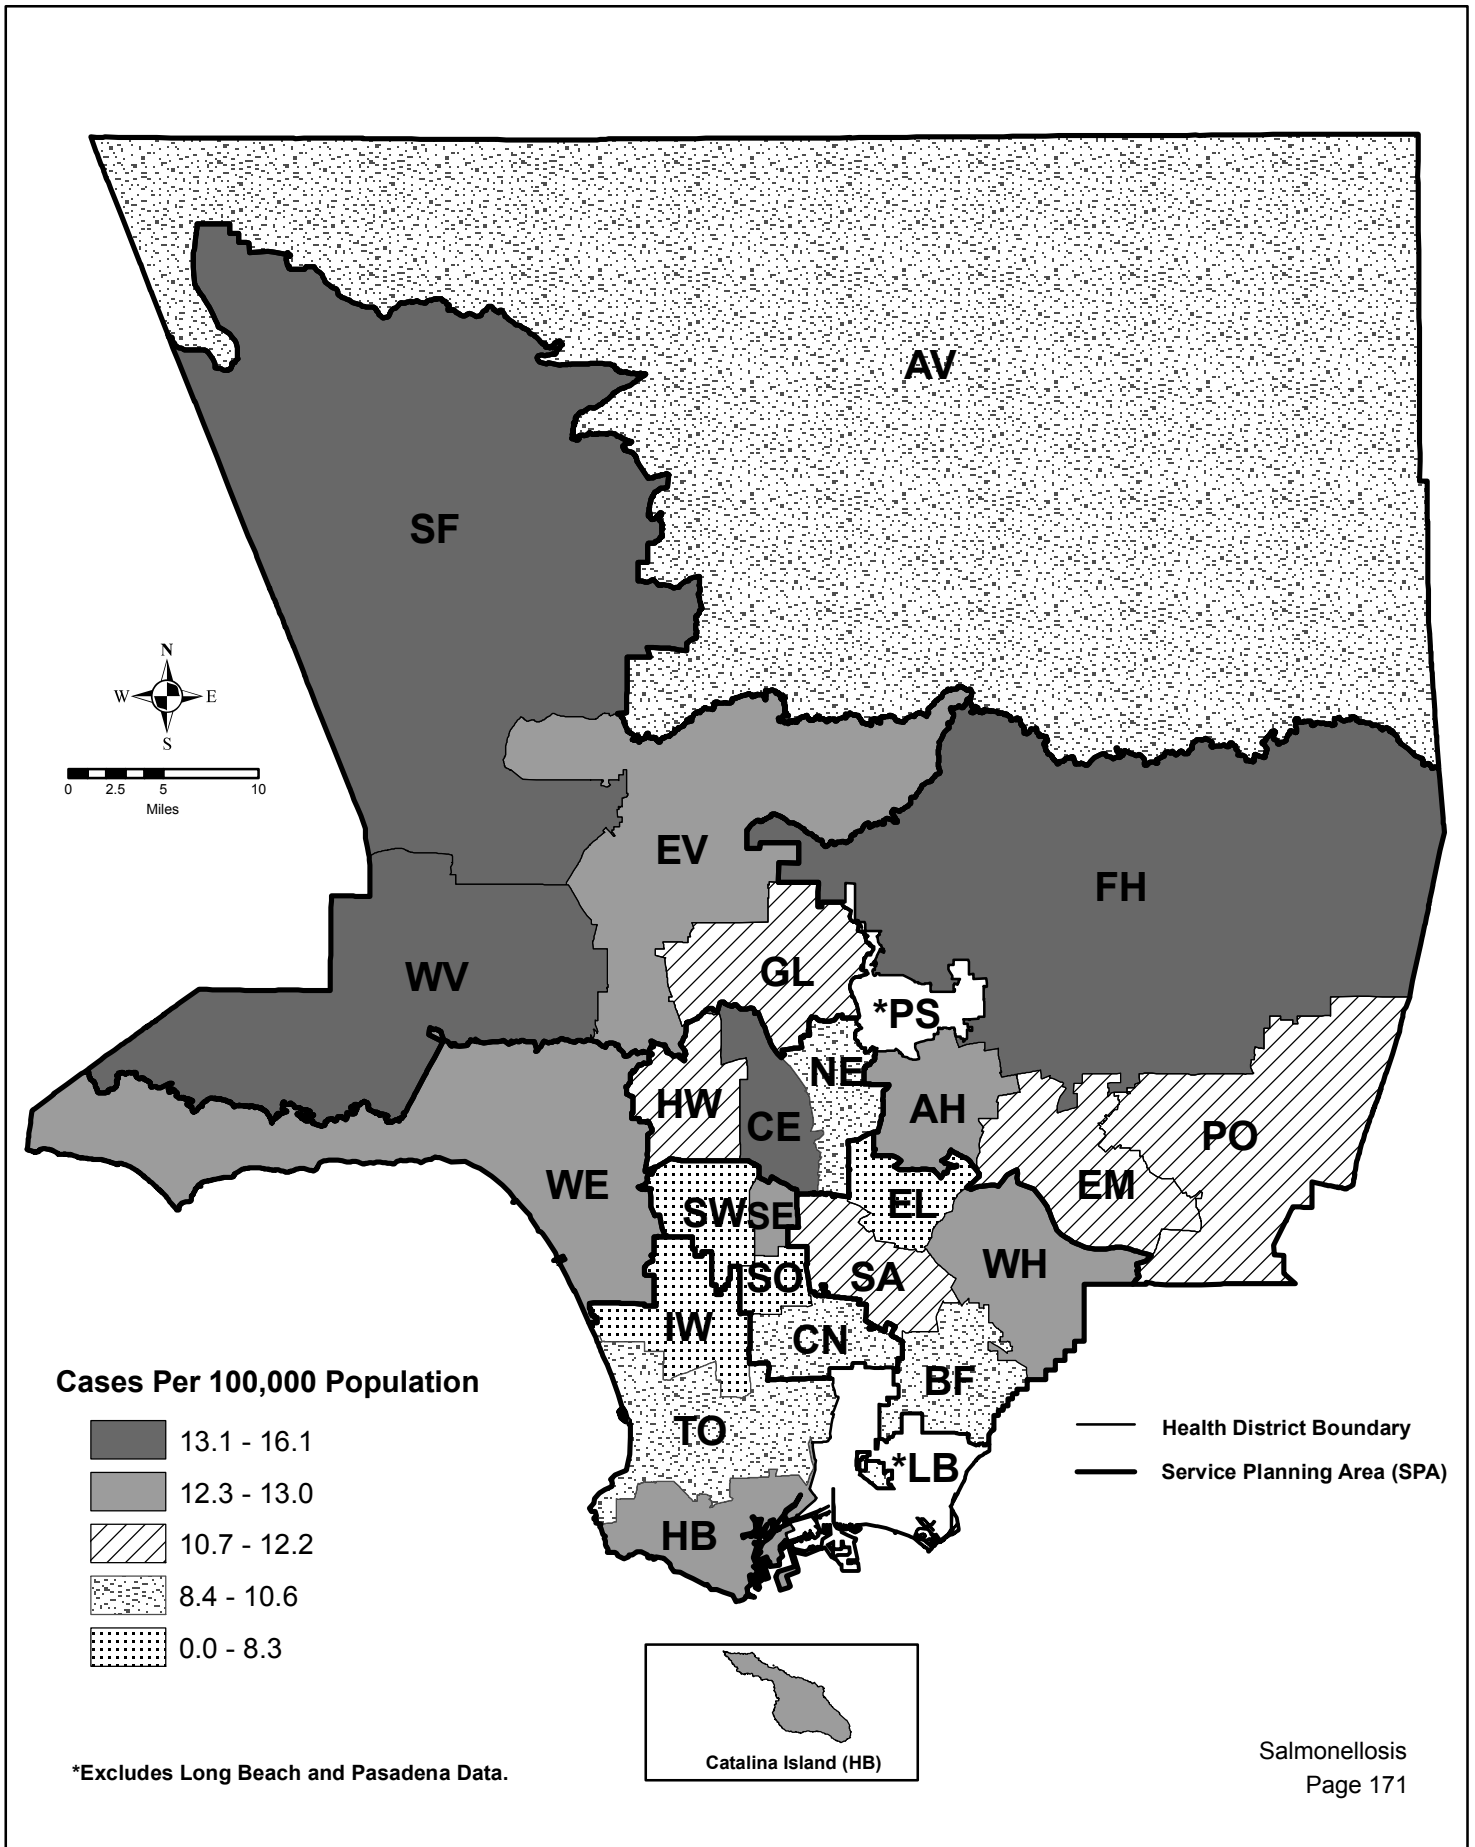 AV
SF
N
W E
S
0 2.5 5 10
Miles
EV
FH
WV
GL
*PS
NE
HW
AH
CE
PO
WE
EM
EL
SW
SE
WH
SO
SA
IW
CN
BF
TO
*LB
HB
Cases Per 100,000 Population
13.1 - 16.1
12.3 - 13.0
10.7 - 12.2
8.4 - 10.6
0.0 - 8.3
Health District Boundary
Service Planning Area (SPA)
Catalina Island (HB)
*Excludes Long Beach and Pasadena Data.
Salmonellosis
Page 171